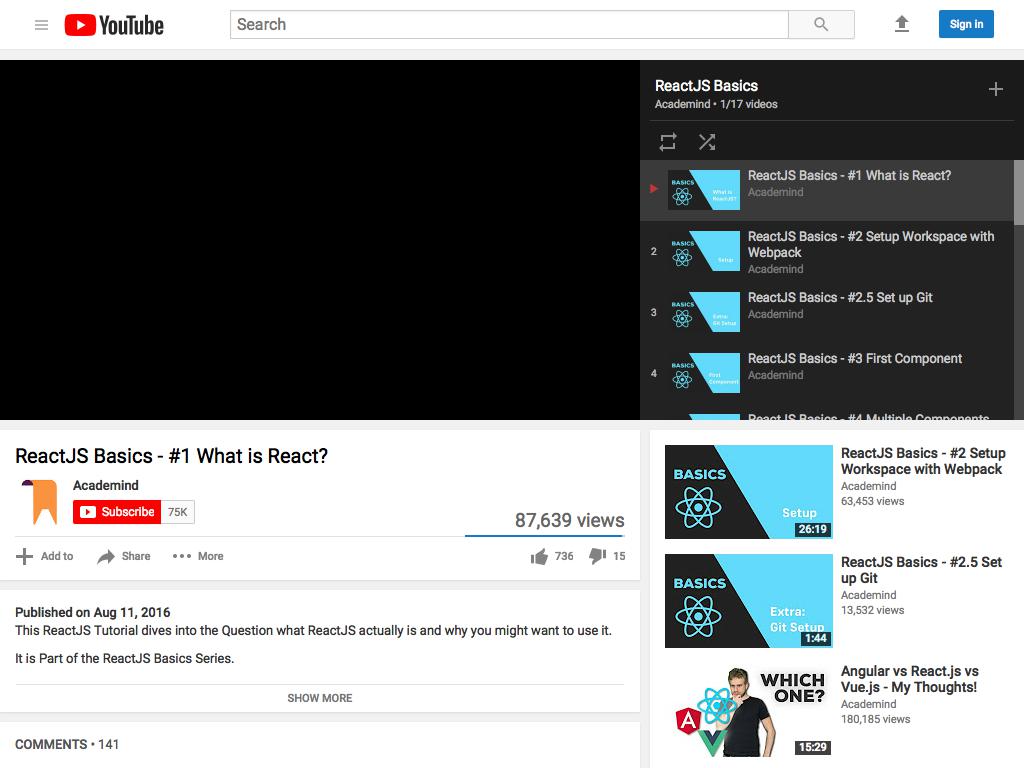 YouTube
Search
Sign in
ReactJS Basics
Academind • 1/17 videos
ReactJS Basics - #1 What is React?
Academind
BASICS
What is
ReactJS?
2
ReactJS Basics - #2 Setup Workspace with
Webpack
Academind
BASICS
Setup
3
ReactJS Basics - #2.5 Set up Git
Academind
BASICS
Extra:
Git Setup
4
ReactJS Basics - #3 First Component
Academind
BASICS
First
Component
ReactJS Basics - #4 Multiple Components
ReactJS Basics - #1 What is React?
Academind
Subscribe 75K
87,639 views
Add to Share More 736 15
Published on Aug 11, 2016
This ReactJS Tutorial dives into the Question what ReactJS actually is and why you might want to use it.
It is Part of the ReactJS Basics Series.
SHOW MORE
COMMENTS • 141
BASICS
Setup
26:19
ReactJS Basics - #2 Setup
Workspace with Webpack
Academind
63,453 views
BASICS
Extra:
Git Setup
1:44
ReactJS Basics - #2.5 Set
up Git
Academind
13,532 views
WHICH
ONE?
A
15:29
Angular vs React.js vs
Vue.js - My Thoughts!
Academind
180,185 views